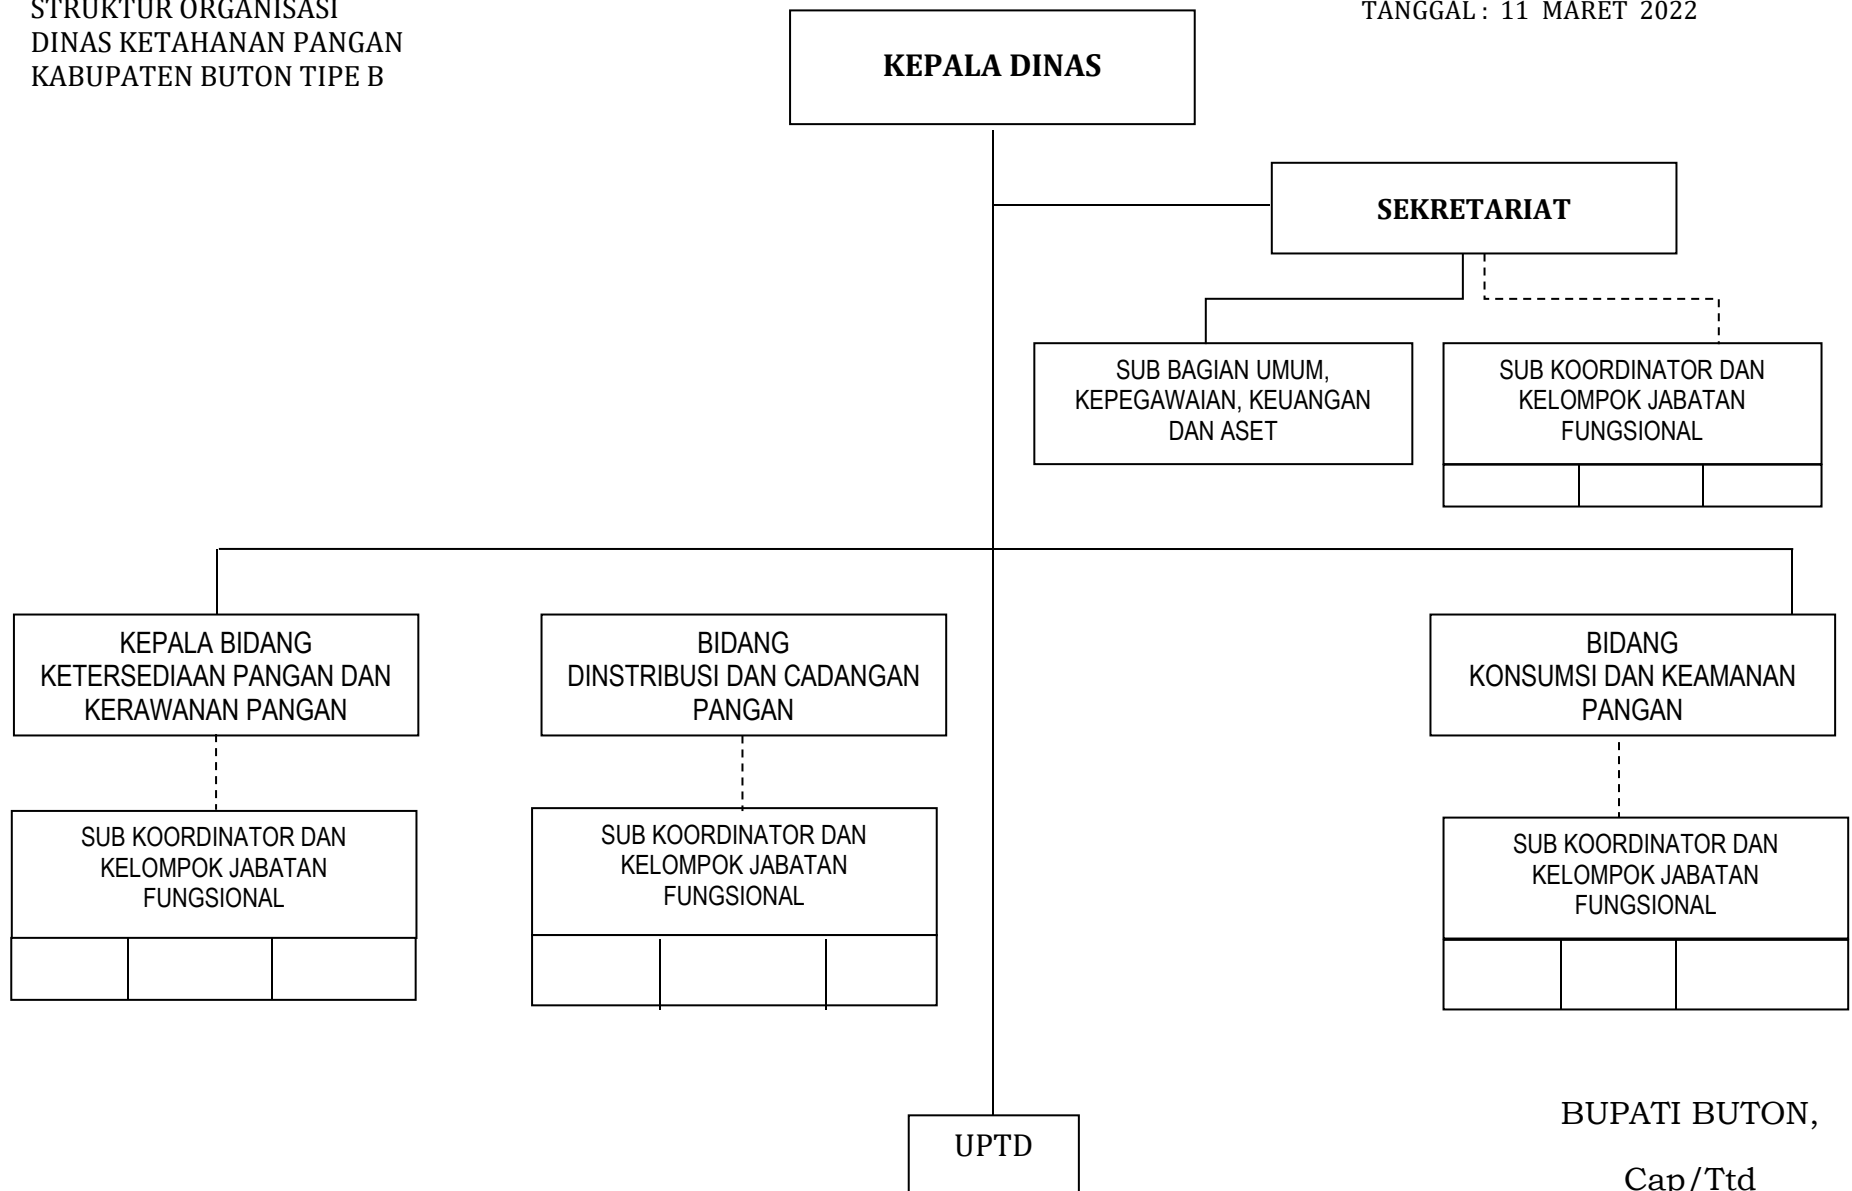 STRUKTUR ORGANISASI
DINAS KETAHANAN PANGAN
KABUPATEN BUTON TIPE B
TANGGAL : 11 MARET 2022
KEPALA DINAS
SEKRETARIAT
SUB BAGIAN UMUM,
KEPEGAWAIAN, KEUANGAN
DAN ASET
SUB KOORDINATOR DAN
KELOMPOK JABATAN
FUNGSIONAL
KEPALA BIDANG
KETERSEDIAAN PANGAN DAN
KERAWANAN PANGAN
BIDANG
DINSTRIBUSI DAN CADANGAN
PANGAN
BIDANG
KONSUMSI DAN KEAMANAN
PANGAN
SUB KOORDINATOR DAN
KELOMPOK JABATAN
FUNGSIONAL
SUB KOORDINATOR DAN
KELOMPOK JABATAN
FUNGSIONAL
SUB KOORDINATOR DAN
KELOMPOK JABATAN
FUNGSIONAL
UPTD
BUPATI BUTON,
Cap/Ttd